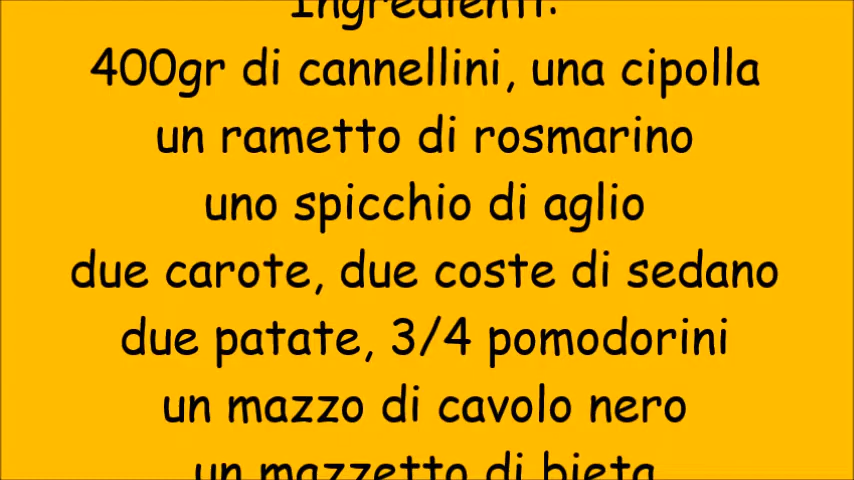 Ingredienti:
400gr di cannellini, una cipolla
un rametto di rosmarino
uno spicchio di aglio
due carote, due coste di sedano
due patate, 3/4 pomodorini
un mazzo di cavolo nero
un mazzetto di bieta